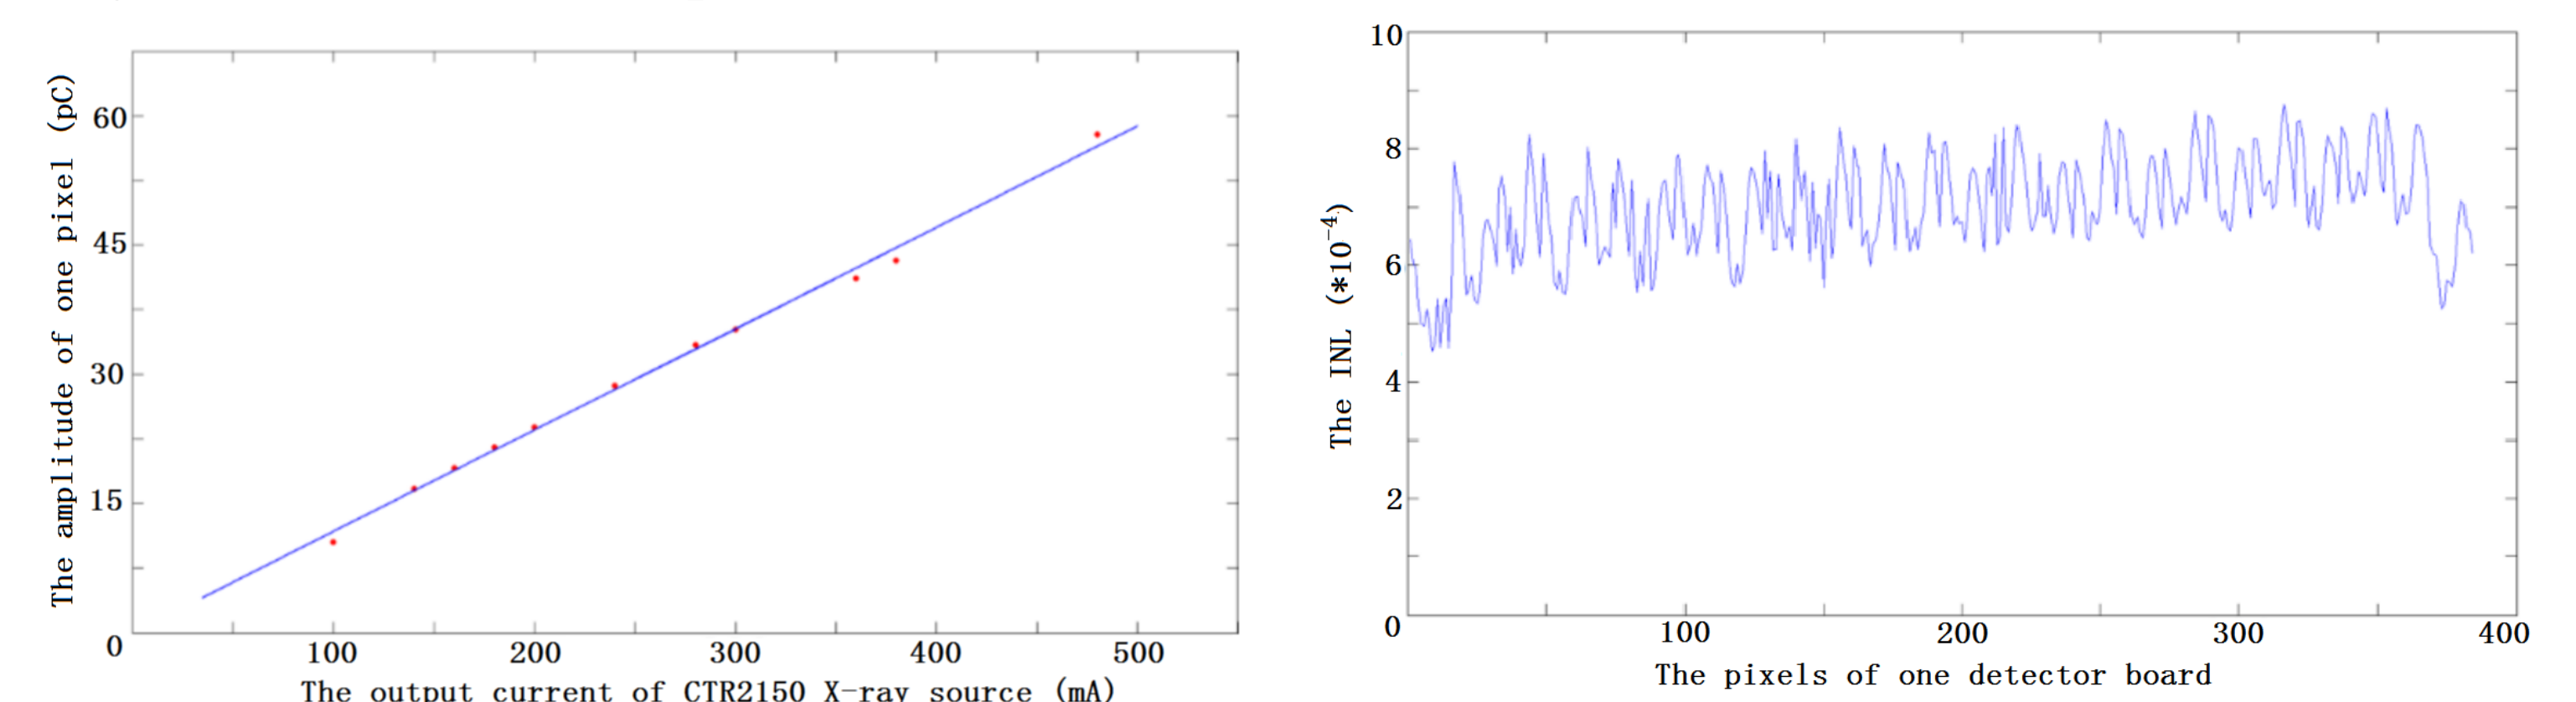 The amplitude of one pixel (pC)
60
45
30
15
0
100 200 300 400 500
The output current of CTR2150 X-ray source (mA)
The INL (*10⁻⁴)
10
8
6
4
2
0
100 200 300 400
The pixels of one detector board